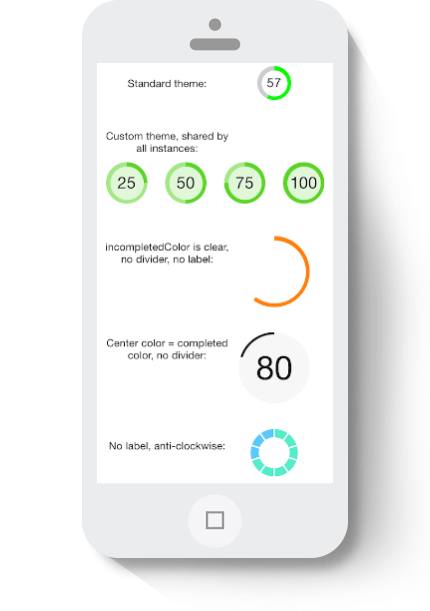 Standard theme:
57
Custom theme, shared by
all instances:
25 50 75 100
incompletedColor is clear,
no divider, no label:
Center color = completed
color, no divider:
80
No label, anti-clockwise: